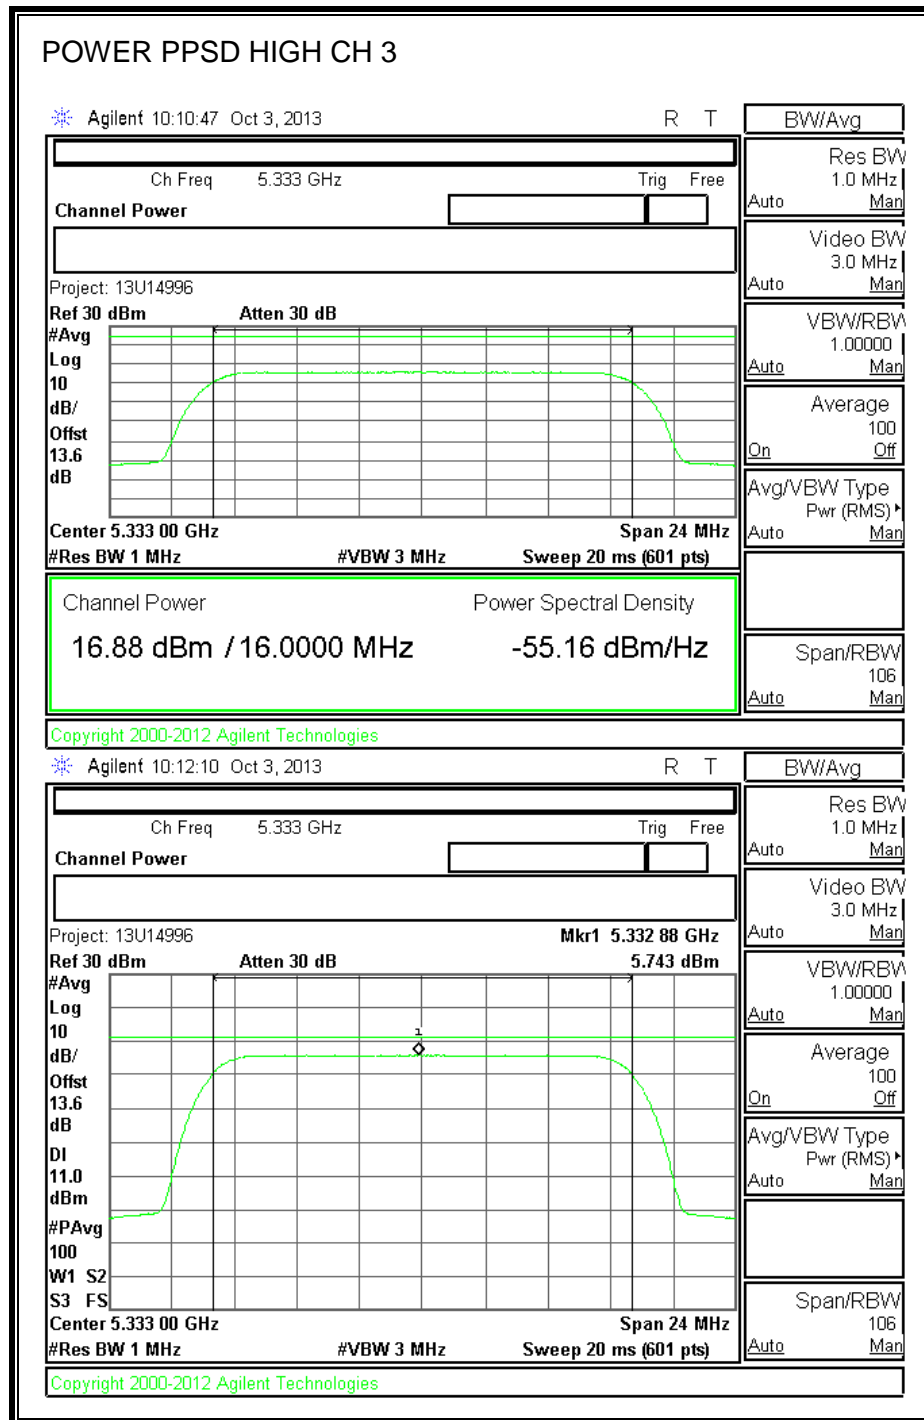 POWER PPSD HIGH CH 3
Agilent 10:10:47 Oct 3, 2013 R T
Ch Freq 5.333 GHz Trig Free
Channel Power
Project: 13U14996
Ref 30 dBm Atten 30 dB
#Avg
Log
10
dB/
Offst
13.6
dB
Center 5.333 00 GHz Span 24 MHz
#Res BW 1 MHz #VBW 3 MHz Sweep 20 ms (601 pts)
Channel Power Power Spectral Density
16.88 dBm / 16.0000 MHz -55.16 dBm/Hz
Copyright 2000-2012 Agilent Technologies
BW/Avg
Res BW
1.0 MHz
Auto Man
Video BW
3.0 MHz
Auto Man
VBW/RBW
1.00000
Auto Man
Average
100
On Off
Avg/VBW Type
Pwr (RMS)
Auto Man
Span/RBW
106
Auto Man
Agilent 10:12:10 Oct 3, 2013 R T
Ch Freq 5.333 GHz Trig Free
Channel Power
Project: 13U14996 Mkr1 5.332 88 GHz
Ref 30 dBm Atten 30 dB 5.743 dBm
#Avg
Log
10
dB/
Offst
13.6
dB
DI
11.0
dBm
#PAvg
100
W1 S2
S3 FS
1
Center 5.333 00 GHz Span 24 MHz
#Res BW 1 MHz #VBW 3 MHz Sweep 20 ms (601 pts)
Copyright 2000-2012 Agilent Technologies
BW/Avg
Res BW
1.0 MHz
Auto Man
Video BW
3.0 MHz
Auto Man
VBW/RBW
1.00000
Auto Man
Average
100
On Off
Avg/VBW Type
Pwr (RMS)
Auto Man
Span/RBW
106
Auto Man